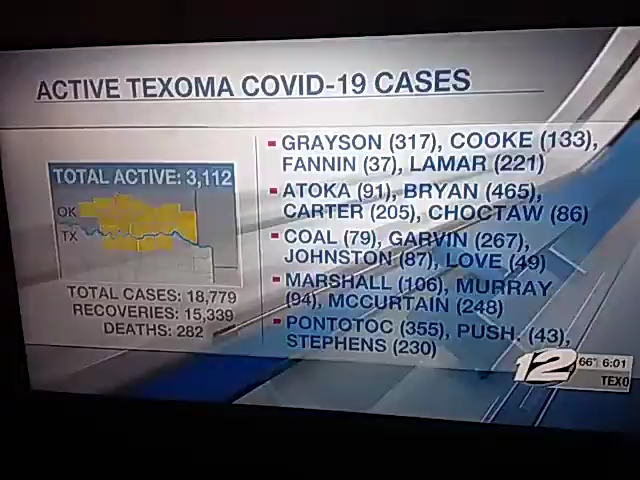 ACTIVE TEXOMA COVID-19 CASES
TOTAL ACTIVE: 3,112
OK
TX
TOTAL CASES: 18,779
RECOVERIES: 15,339
DEATHS: 282
GRAYSON (317), COOKE (133),
FANNIN (37), LAMAR (221)
ATOKA (91), BRYAN (465),
CARTER (205), CHOCTAW (86)
COAL (79), GARVIN (267),
JOHNSTON (87), LOVE (49)
MARSHALL (106), MURRAY
(94), MCCURTAIN (248)
PONTOTOC (355), PUSH. (43),
STEPHENS (230)
12
66° 6:01
TEXO